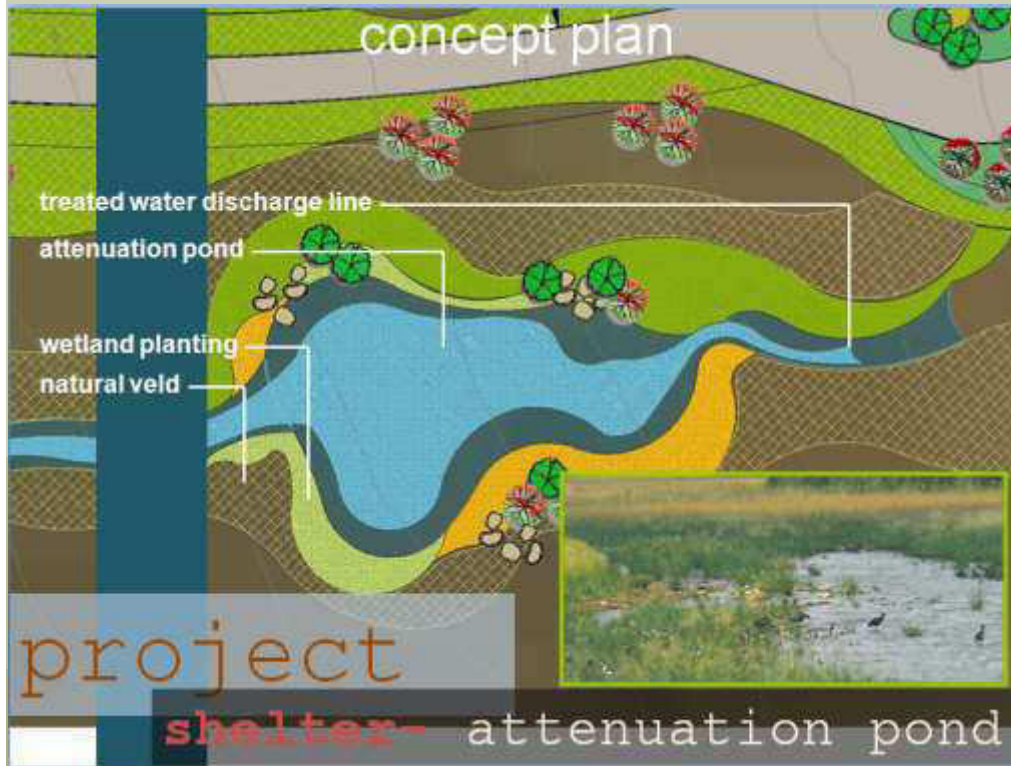 concept plan
treated water discharge line
attenuation pond
wetland planting
natural veld
project
shelter- attenuation pond